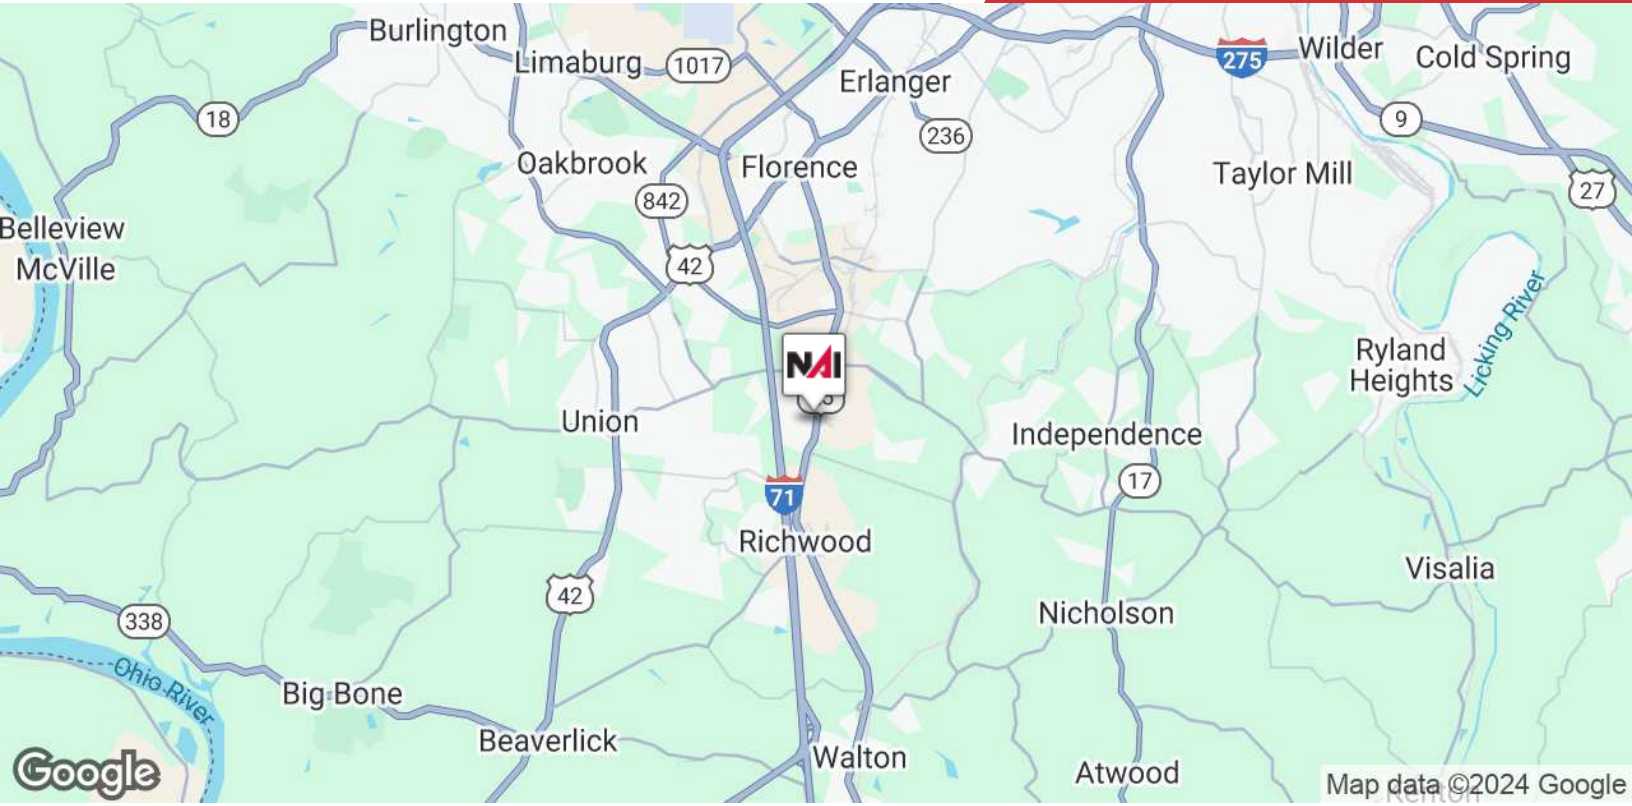 Burlington
Limaburg
1017
Erlanger
275
Wilder
Cold Spring
18
9
236
Oakbrook
Florence
Taylor Mill
27
842
Belleview
McVille
42
Licking River
NAI
Ryland
Heights
Union
Independence
17
71
Richwood
Visalia
42
338
Nicholson
Ohio River
Big Bone
Beaverlick
Walton
Atwood
Google
Map data ©2024 Google